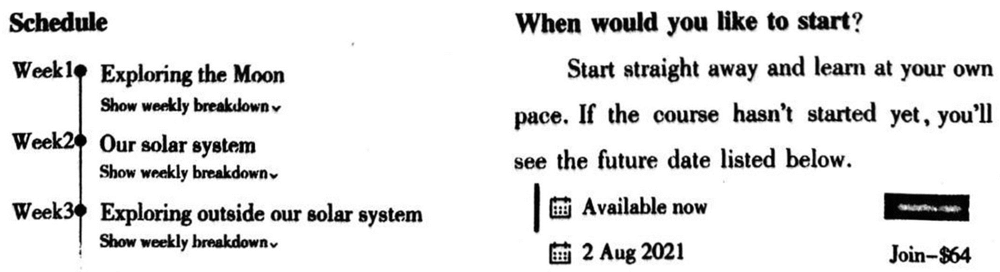 Schedule
Week1 Exploring the Moon
Show weekly breakdown
Week2 Our solar system
Show weekly breakdown
Week3 Exploring outside our solar system
Show weekly breakdown
When would you like to start?
Start straight away and learn at your own
pace. If the course hasn't started yet, you'll
see the future date listed below.
Available now
2 Aug 2021 Join-$64